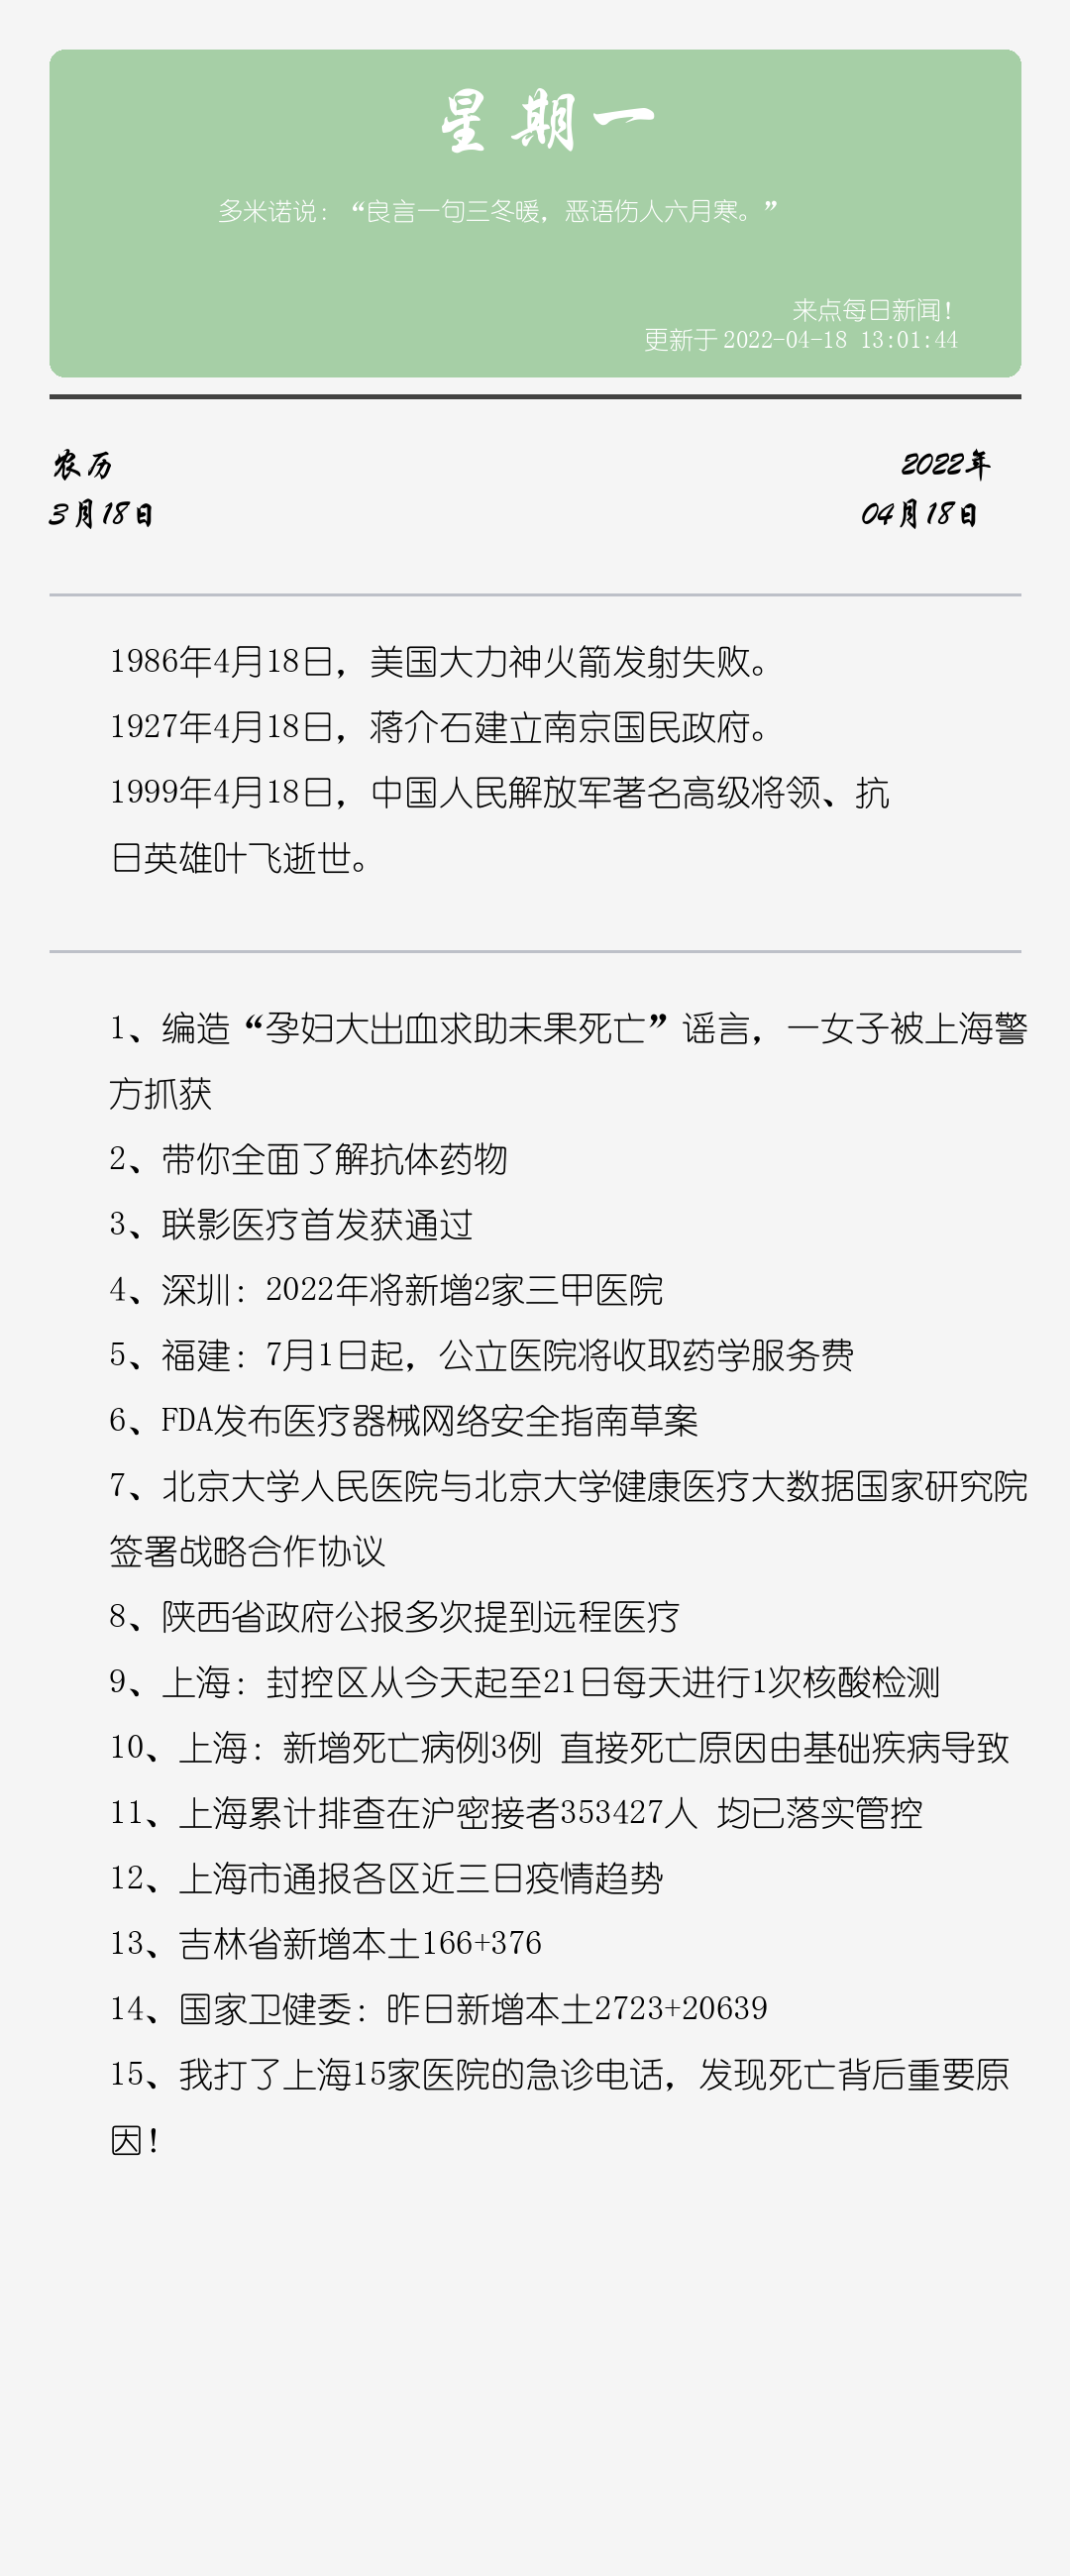 星期一
多米诺说：“良言一句三冬暖，恶语伤人六月寒。”
来点每日新闻！
更新于 2022-04-18 13:01:44
农历
2022年
3月18日
04月18日
1986年4月18日，美国大力神火箭发射失败。
1927年4月18日，蒋介石建立南京国民政府。
1999年4月18日，中国人民解放军著名高级将领、抗
日英雄叶飞逝世。
1、编造“孕妇大出血求助未果死亡”谣言，一女子被上海警
方抓获
2、带你全面了解抗体药物
3、联影医疗首发获通过
4、深圳：2022年将新增2家三甲医院
5、福建：7月1日起，公立医院将收取药学服务费
6、FDA发布医疗器械网络安全指南草案
7、北京大学人民医院与北京大学健康医疗大数据国家研究院
签署战略合作协议
8、陕西省政府公报多次提到远程医疗
9、上海：封控区从今天起至21日每天进行1次核酸检测
10、上海：新增死亡病例3例 直接死亡原因由基础疾病导致
11、上海累计排查在沪密接者353427人 均已落实管控
12、上海市通报各区近三日疫情趋势
13、吉林省新增本土166+376
14、国家卫健委：昨日新增本土2723+20639
15、我打了上海15家医院的急诊电话，发现死亡背后重要原
因！